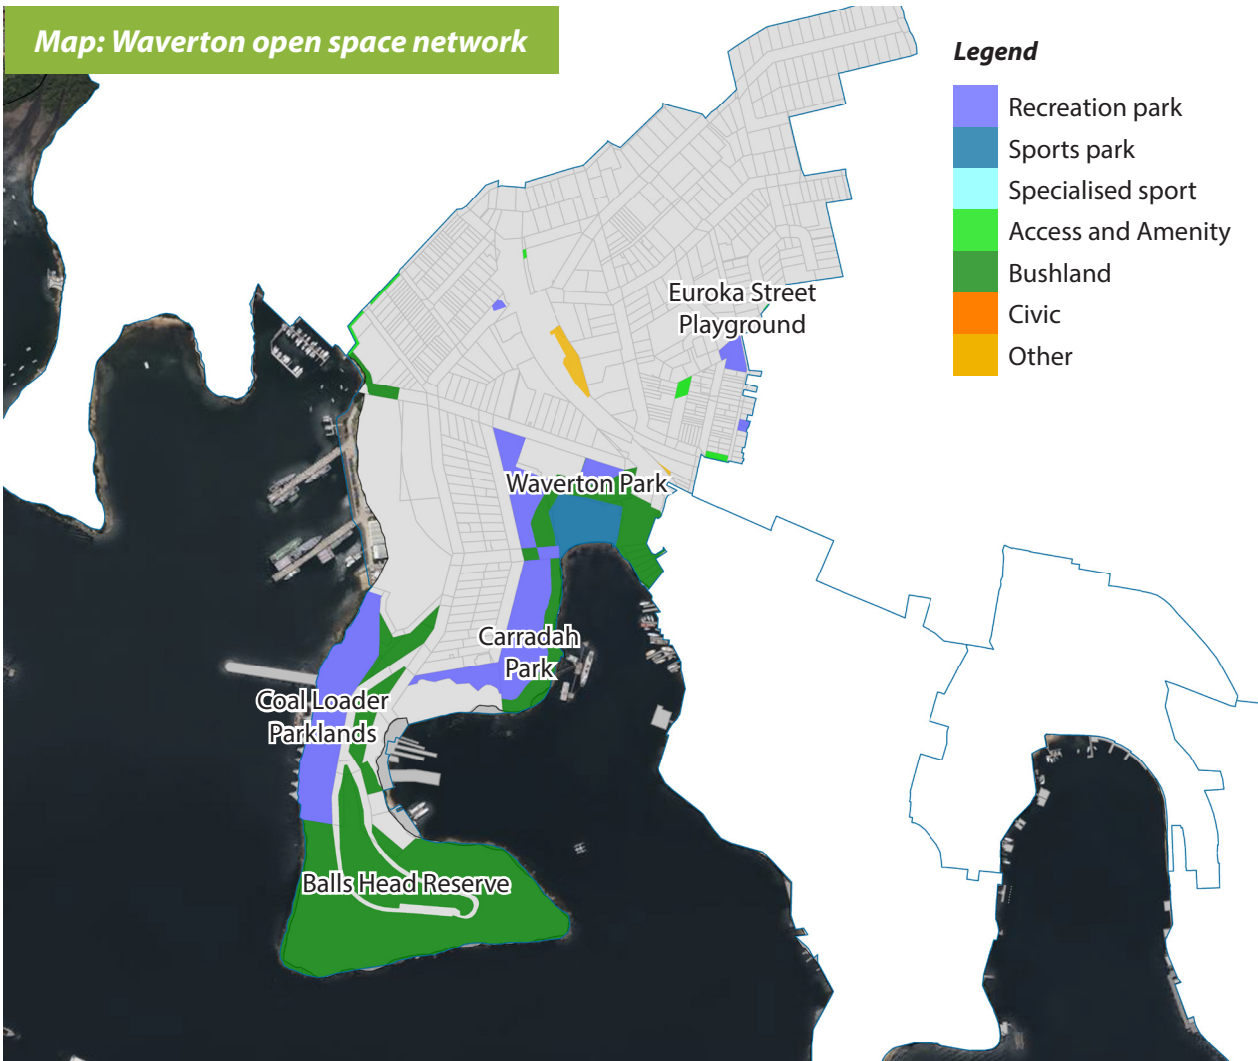 Map: Waverton open space network
Legend
Recreation park
Sports park
Specialised sport
Access and Amenity
Bushland
Civic
Other
Euroka Street
Playground
Waverton Park
Carradah
Park
Coal Loader
Parklands
Balls Head Reserve